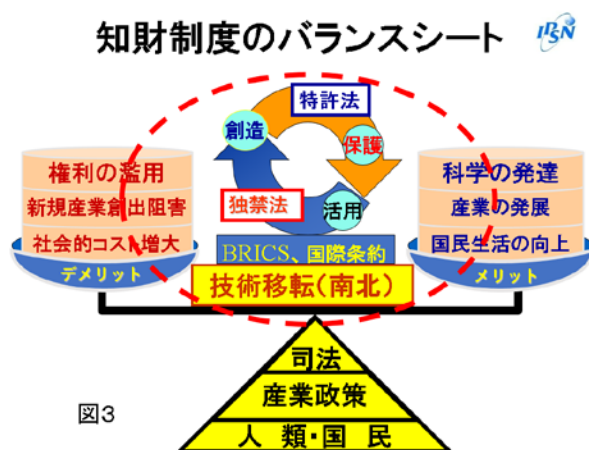 知財制度のバランスシート
IPSN
特許法
創造
保護
権利の濫用
新規産業創出阻害
社会的コスト増大
デメリット
独禁法
活用
科学の発達
産業の発展
国民生活の向上
メリット
BRICS、国際条約
技術移転(南北)
司法
産業政策
人類・国民
図3